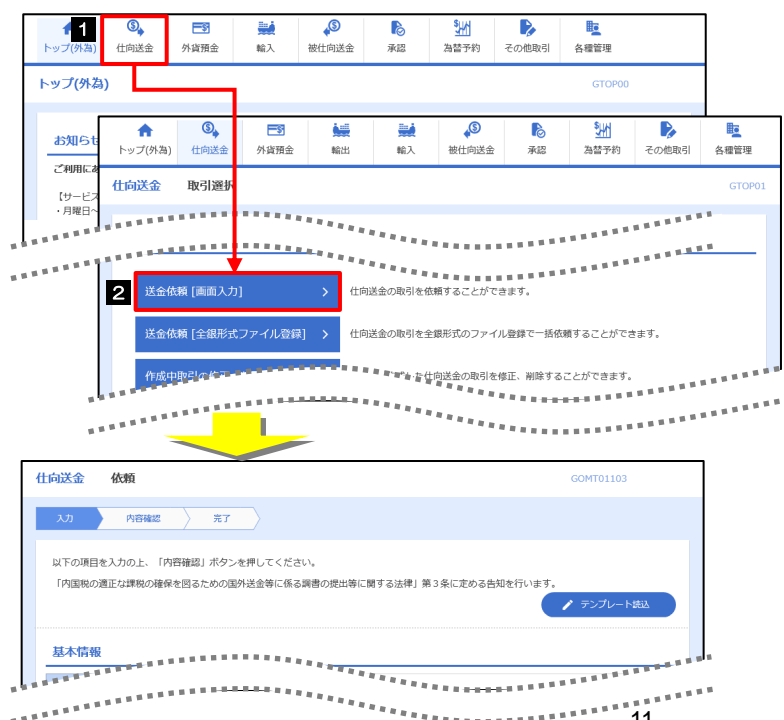 1
トップ(外為) 仕向送金 外貨預金 輸入 被仕向送金 承認 為替予約 その他取引 各種管理
トップ(外為) GTOP00
お知らせ
ご利用にあ
【サービス
・月曜日～
トップ(外為) 仕向送金 外貨預金 輸出 輸入 被仕向送金 承認 為替予約 その他取引 各種管理
仕向送金 取引選択 GTOP01
2
送金依頼 [画面入力] 仕向送金の取引を依頼することができます。
送金依頼 [全銀形式ファイル登録] 仕向送金の取引を全銀形式のファイル登録で一括依頼することができます。
作成中取引の 仕向送金の取引を修正、削除することができます。
仕向送金 依頼 GOMT01103
入力 内容確認 完了
以下の項目を入力の上、「内容確認」ボタンを押してください。
「内国税の適正な課税の確保を図るための国外送金等に係る調書の提出等に関する法律」第３条に定める告知を行います。
テンプレート読込
基本情報
11